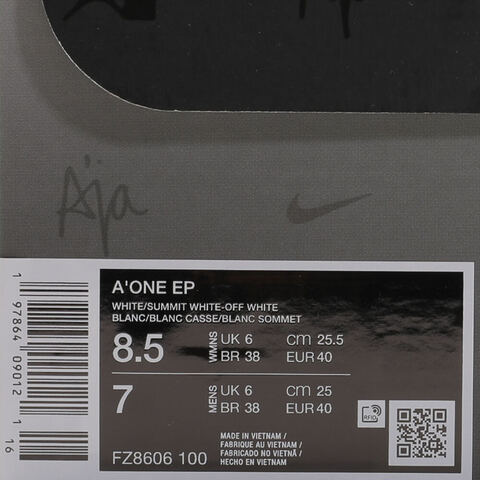 A'ja
A'ONE EP
WHITE/SUMMIT WHITE-OFF WHITE
BLANC/BLANC CASSE/BLANC SOMMET
8.5 WMNS UK 6 cm 25.5
BR 38 EUR 40
7 MENS UK 6 cm 25
BR 38 EUR 40
RFID
MADE IN VIETNAM /
FABRIQUE AU VIETNAM /
FABRICADO NO VIETNÃ /
HECHO EN VIETNAM
FZ8606 100
1 97864 09012 1
16